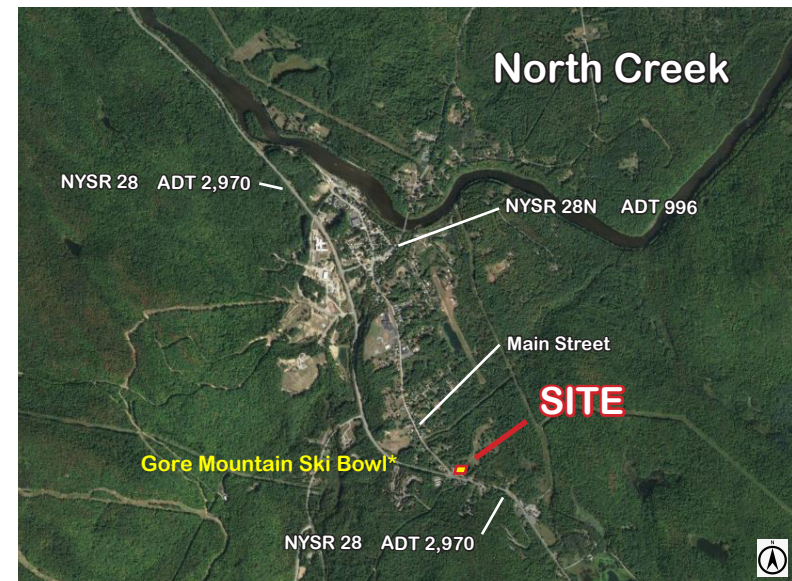 North Creek
NYSR 28 ADT 2,970
NYSR 28N ADT 996
Main Street
SITE
Gore Mountain Ski Bowl*
NYSR 28 ADT 2,970
N